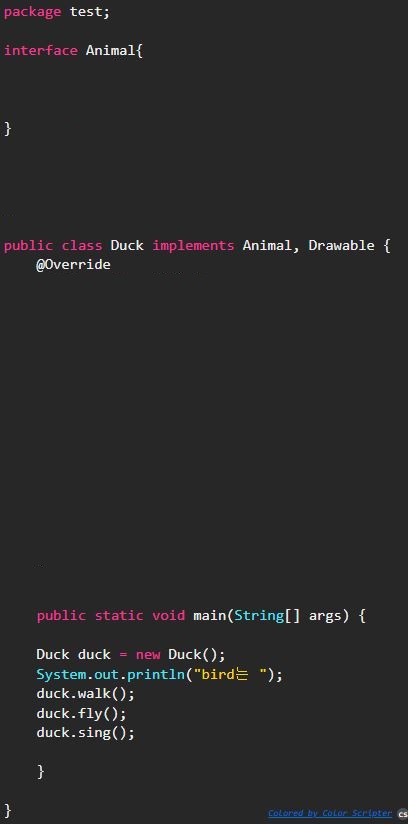 package test;
interface Animal{
}
public class Duck implements Animal, Drawable {
@Override
public static void main(String[] args) {
Duck duck = new Duck();
System.out.println("bird는 ");
duck.walk();
duck.fly();
duck.sing();
}
}
Colored by Color Scripter
cs